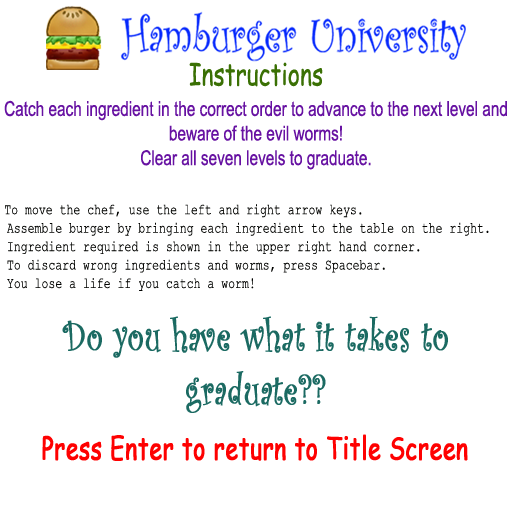 Hamburger University
Instructions
Catch each ingredient in the correct order to advance to the next level and
beware of the evil worms!
Clear all seven levels to graduate.
To move the chef, use the left and right arrow keys.
Assemble burger by bringing each ingredient to the table on the right.
Ingredient required is shown in the upper right hand corner.
To discard wrong ingredients and worms, press Spacebar.
You lose a life if you catch a worm!
Do you have what it takes to
graduate??
Press Enter to return to Title Screen